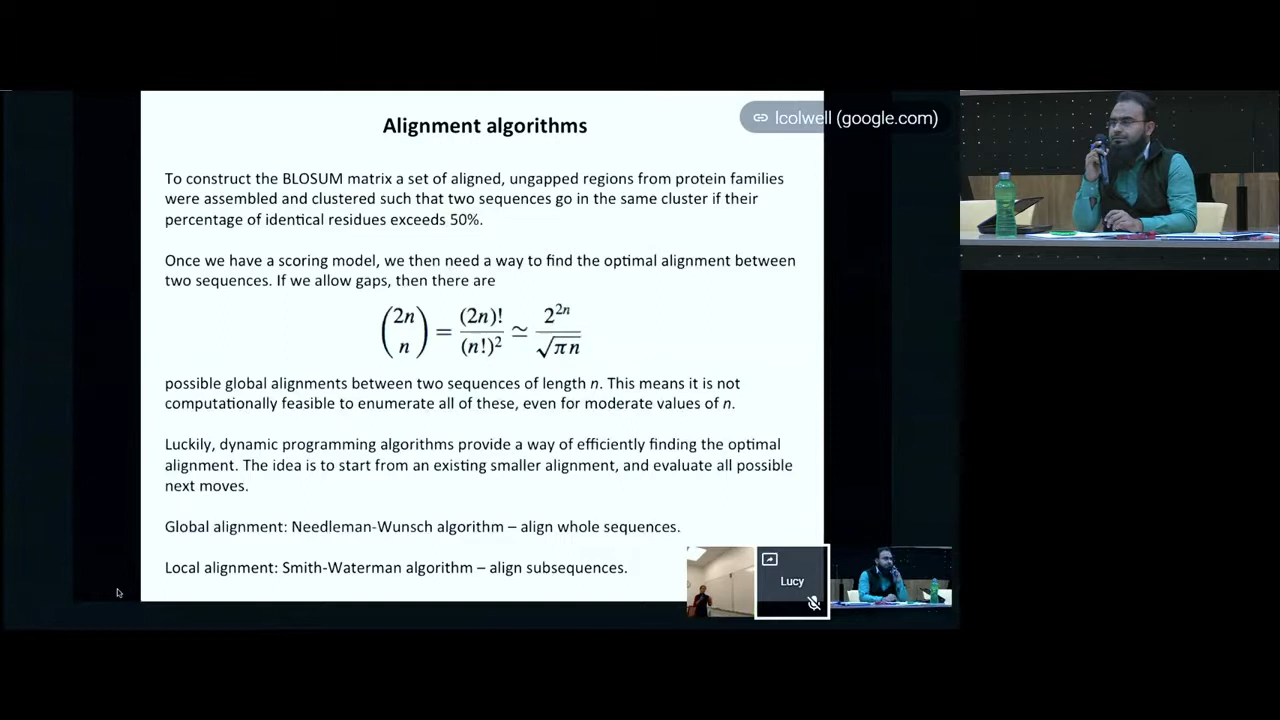 Alignment algorithms
lcolwell (google.com)
To construct the BLOSUM matrix a set of aligned, ungapped regions from protein families
were assembled and clustered such that two sequences go in the same cluster if their
percentage of identical residues exceeds 50%.
Once we have a scoring model, we then need a way to find the optimal alignment between
two sequences. If we allow gaps, then there are
(2n n) = (2n)!/(n!)² ≃ 2²ⁿ/√πn
possible global alignments between two sequences of length n. This means it is not
computationally feasible to enumerate all of these, even for moderate values of n.
Luckily, dynamic programming algorithms provide a way of efficiently finding the optimal
alignment. The idea is to start from an existing smaller alignment, and evaluate all possible
next moves.
Global alignment: Needleman-Wunsch algorithm – align whole sequences.
Local alignment: Smith-Waterman algorithm – align subsequences.
Lucy